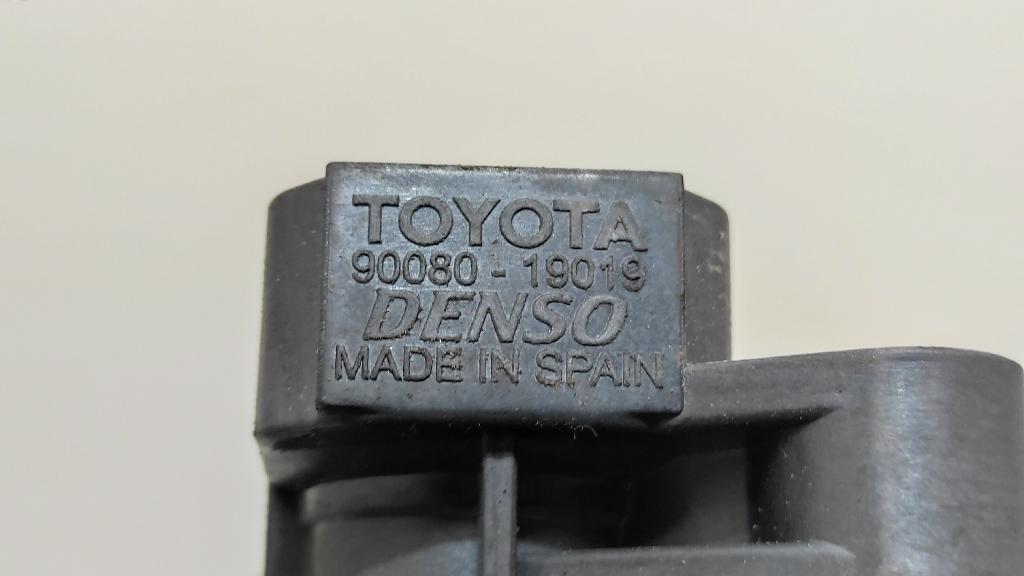 TOYOTA
90080 - 19019
DENSO
MADE IN SPAIN